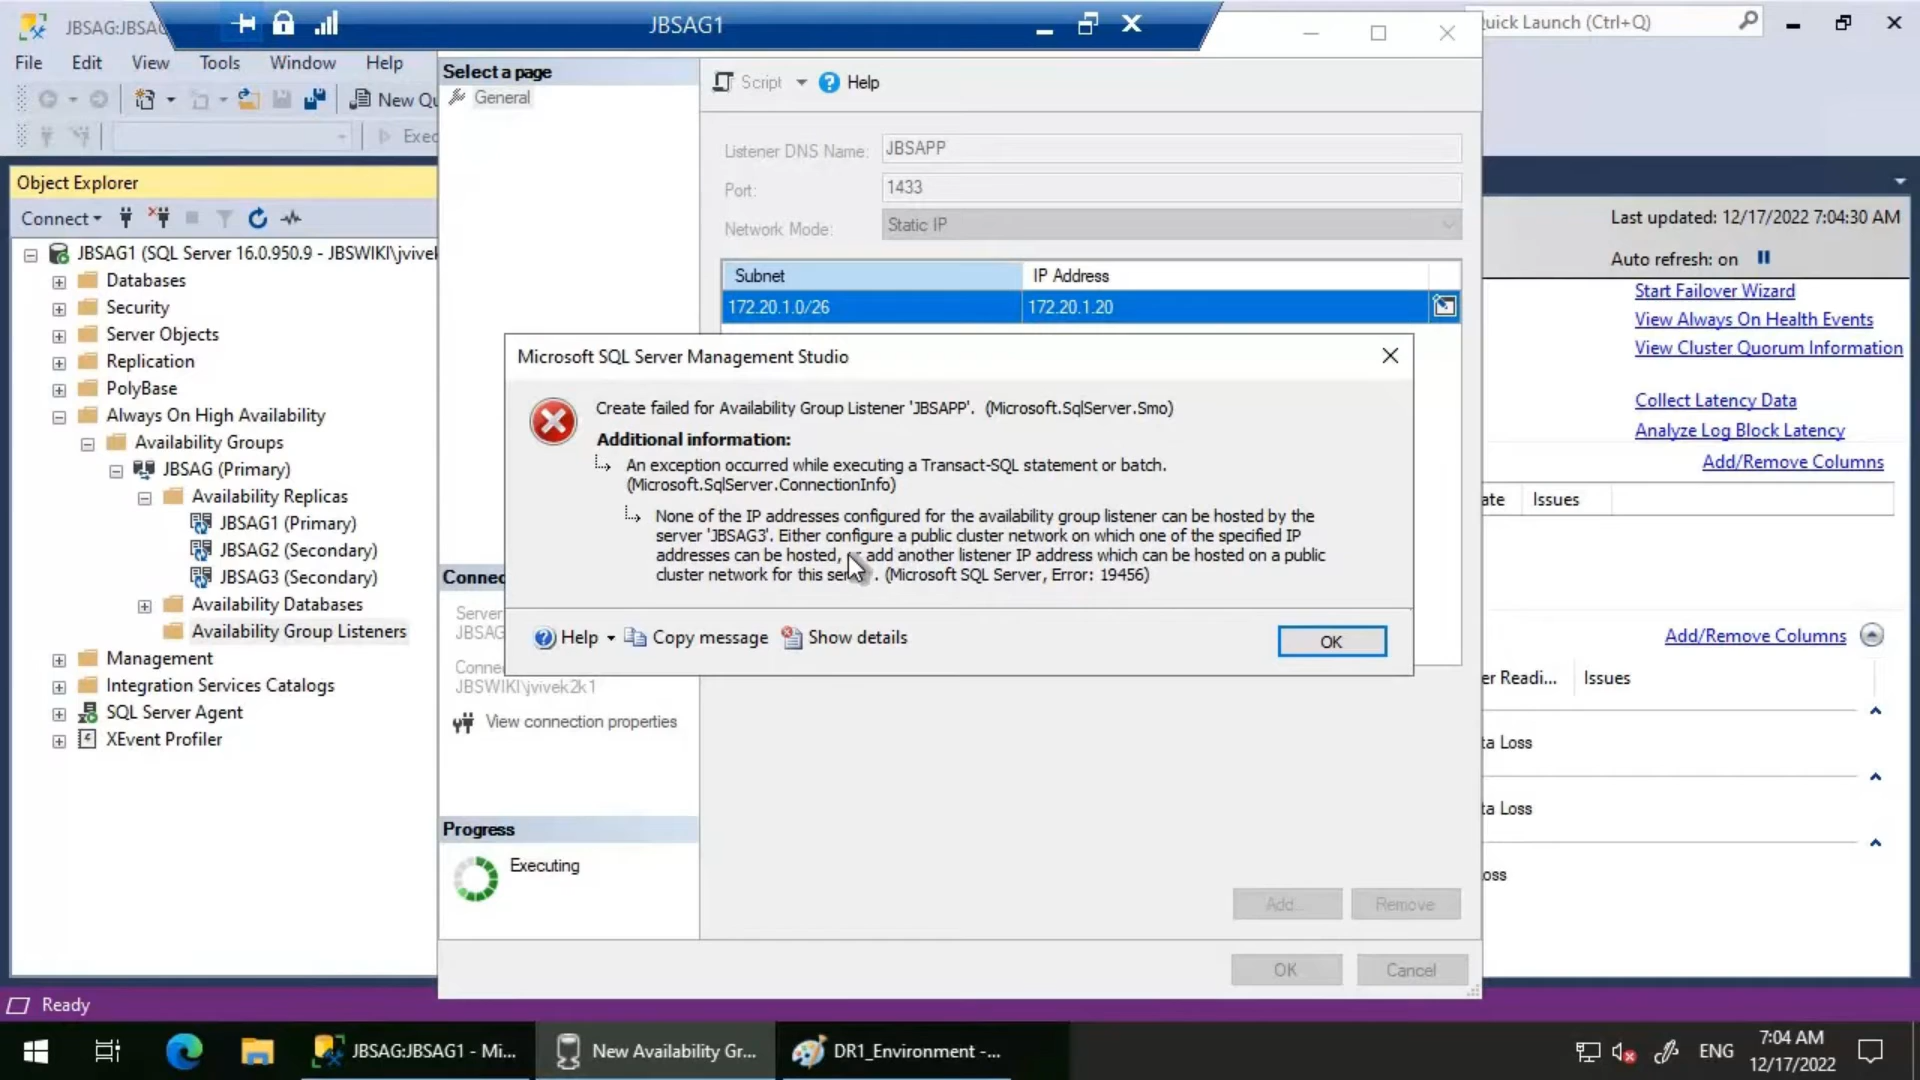 JBSAG:JBSAG
JBSAG1
Quick Launch (Ctrl+Q)
File Edit View Tools Window Help
New Qu
Exec
Object Explorer
Connect
JBSAG1 (SQL Server 16.0.950.9 - JBSWIKI\jvivek
Databases
Security
Server Objects
Replication
PolyBase
Always On High Availability
Availability Groups
JBSAG (Primary)
Availability Replicas
JBSAG1 (Primary)
JBSAG2 (Secondary)
JBSAG3 (Secondary)
Availability Databases
Availability Group Listeners
Management
Integration Services Catalogs
SQL Server Agent
XEvent Profiler
Select a page
General
Script Help
Listener DNS Name: JBSAPP
Port: 1433
Network Mode: Static IP
Subnet IP Address
172.20.1.0/26 172.20.1.20
Microsoft SQL Server Management Studio
Create failed for Availability Group Listener 'JBSAPP'. (Microsoft.SqlServer.Smo)
Additional information:
An exception occurred while executing a Transact-SQL statement or batch.
(Microsoft.SqlServer.ConnectionInfo)
None of the IP addresses configured for the availability group listener can be hosted by the
server 'JBSAG3'. Either configure a public cluster network on which one of the specified IP
addresses can be hosted, add another listener IP address which can be hosted on a public
cluster network for this ser . (Microsoft SQL Server, Error: 19456)
Help Copy message Show details OK
Connec
Server
JBSAG
Conne
JBSWIKI\jvivek2k1
View connection properties
Progress
Executing
Add... Remove
OK Cancel
Last updated: 12/17/2022 7:04:30 AM
Auto refresh: on
Start Failover Wizard
View Always On Health Events
View Cluster Quorum Information
Collect Latency Data
Analyze Log Block Latency
Add/Remove Columns
ate Issues
Add/Remove Columns
er Readi... Issues
ta Loss
ta Loss
oss
Ready
JBSAG:JBSAG1 - Mi... New Availability Gr... DR1_Environment -...
ENG
7:04 AM
12/17/2022